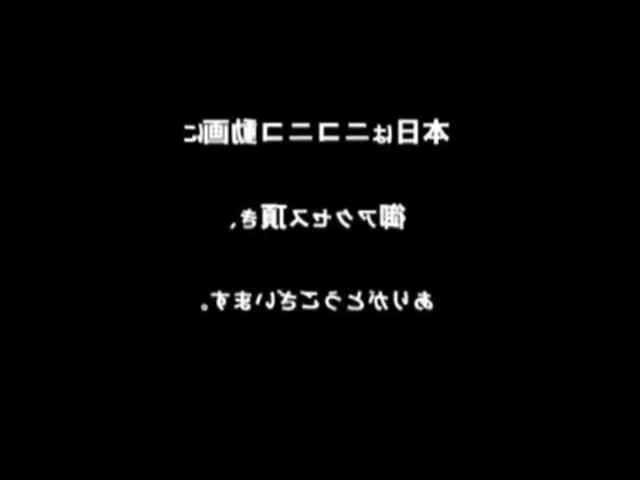 本日はニコニコ動画に
御アクセス頂き、
ありがとうございます。